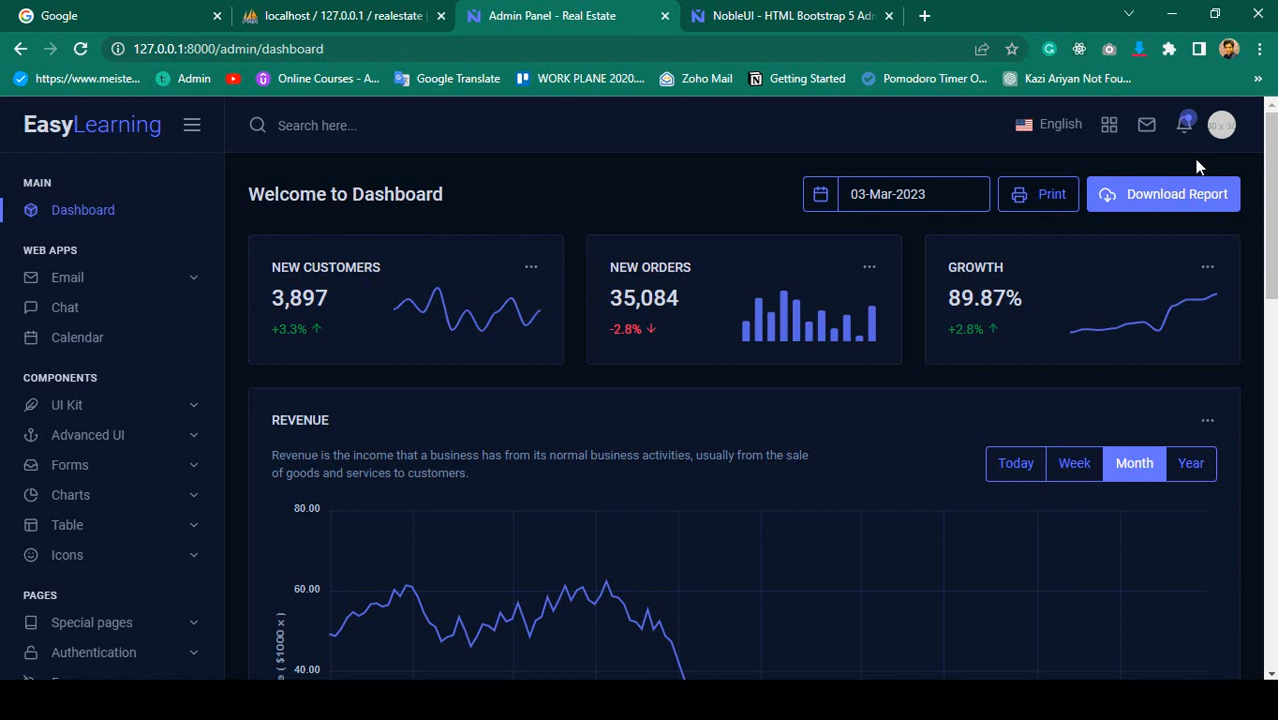 Google
localhost / 127.0.0.1 / realestate |
Admin Panel - Real Estate
NobleUI - HTML Bootstrap 5 Adr
127.0.0.1:8000/admin/dashboard
https://www.meiste...
Admin
Online Courses - A...
Google Translate
WORK PLANE 2020....
Zoho Mail
Getting Started
Pomodoro Timer O...
Kazi Ariyan Not Fou...
EasyLearning
Search here...
English
MAIN
Dashboard
WEB APPS
Email
Chat
Calendar
COMPONENTS
UI Kit
Advanced UI
Forms
Charts
Table
Icons
PAGES
Special pages
Authentication
Welcome to Dashboard
03-Mar-2023
Print
Download Report
NEW CUSTOMERS
3,897
+3.3%
NEW ORDERS
35,084
-2.8%
GROWTH
89.87%
+2.8%
REVENUE
Revenue is the income that a business has from its normal business activities, usually from the sale
of goods and services to customers.
Today
Week
Month
Year
80.00
60.00
40.00
( $1000 x )